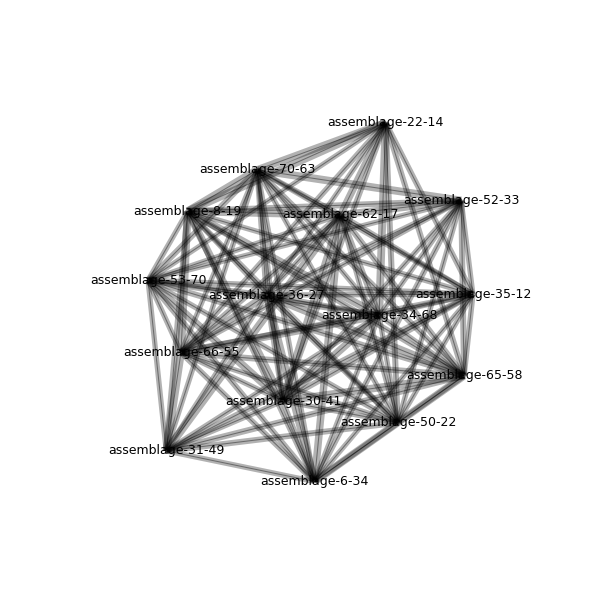 assemblage-22-14
assemblage-70-63
assemblage-52-33
assemblage-8-19
assemblage-62-17
assemblage-53-70
assemblage-36-27
assemblage-35-12
assemblage-34-68
assemblage-66-55
assemblage-65-58
assemblage-30-41
assemblage-50-22
assemblage-31-49
assemblage-6-34